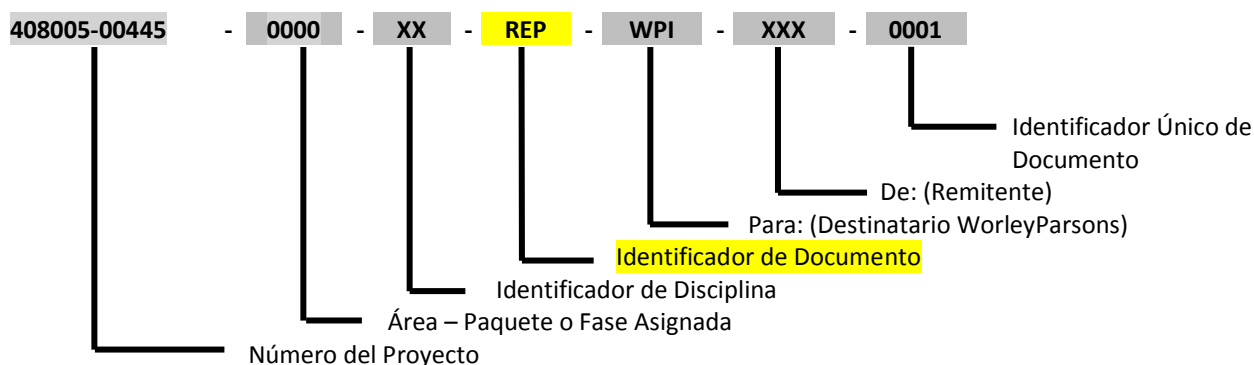 408005-00445 - 0000 - XX - REP - WPI - XXX - 0001
Identificador Único de
Documento
De: (Remitente)
Para: (Destinatario WorleyParsons)
Identificador de Documento
Identificador de Disciplina
Área – Paquete o Fase Asignada
Número del Proyecto